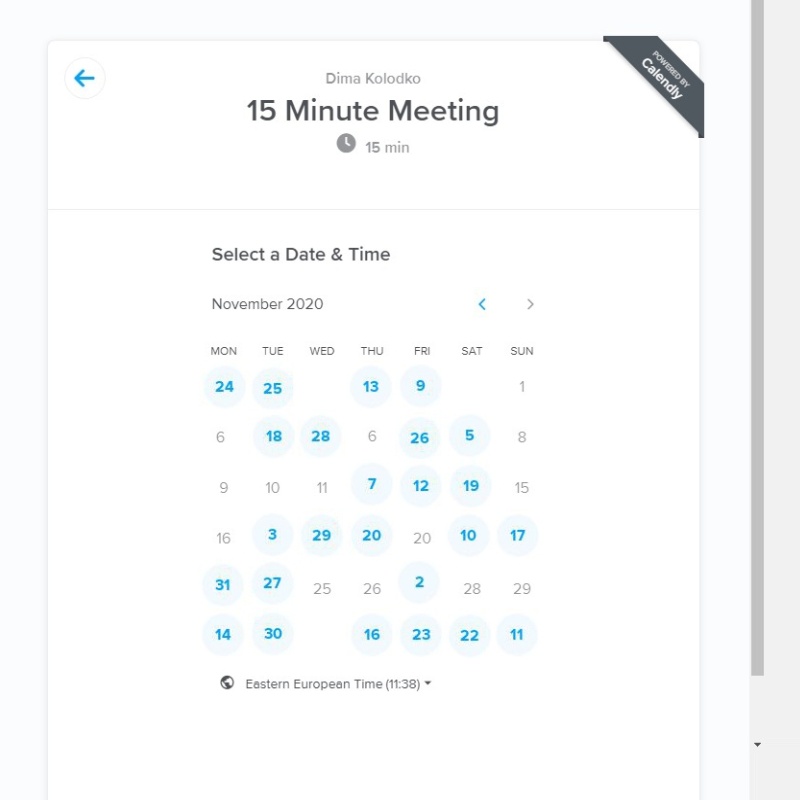 POWERED BY
Calendly
Dima Kolodko
15 Minute Meeting
15 min
Select a Date & Time
November 2020
MON TUE WED THU FRI SAT SUN
24 25 13 9 1
6 18 28 6 26 5 8
9 10 11 7 12 19 15
16 3 29 20 20 10 17
31 27 25 26 2 28 29
14 30 16 23 22 11
Eastern European Time (11:38)